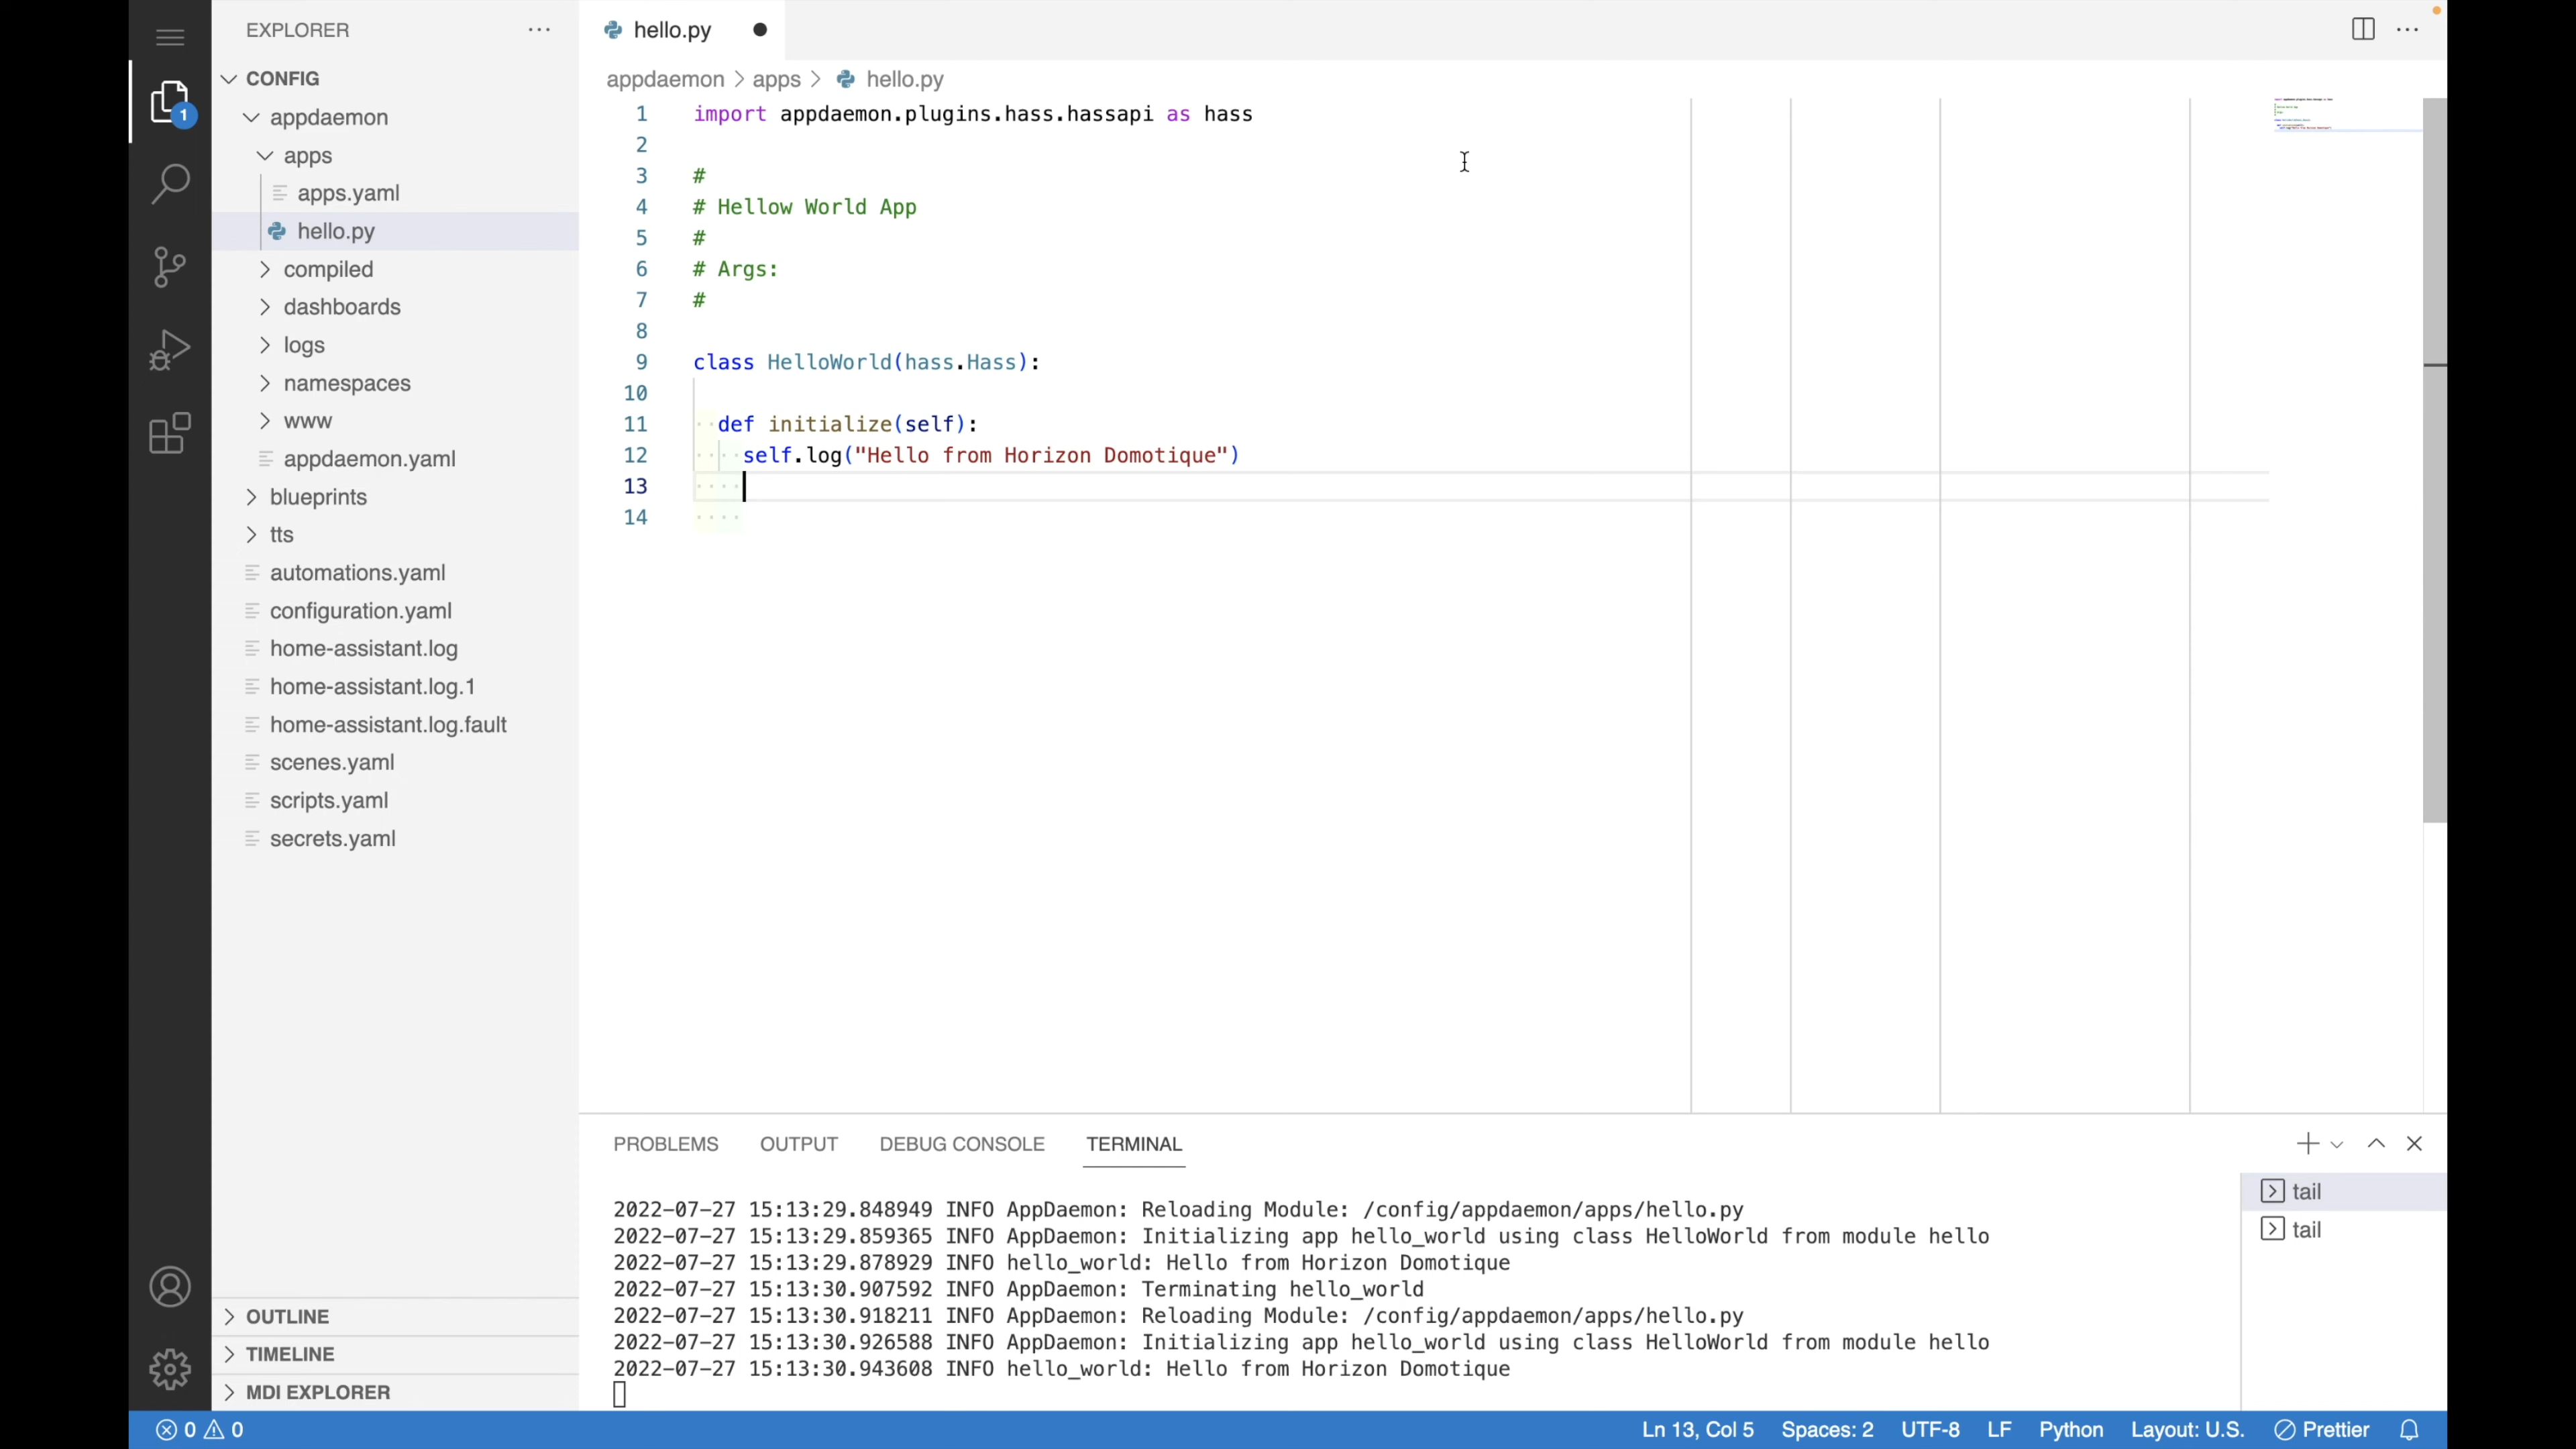 EXPLORER
CONFIG
appdaemon
apps
apps.yaml
hello.py
compiled
dashboards
logs
namespaces
www
appdaemon.yaml
blueprints
tts
automations.yaml
configuration.yaml
home-assistant.log
home-assistant.log.1
home-assistant.log.fault
scenes.yaml
scripts.yaml
secrets.yaml
OUTLINE
TIMELINE
MDI EXPLORER
1
hello.py
appdaemon > apps > hello.py
1 import appdaemon.plugins.hass.hassapi as hass
2
3 #
4 # Hellow World App
5 #
6 # Args:
7 #
8
9 class HelloWorld(hass.Hass):
10
11 def initialize(self):
12 self.log("Hello from Horizon Domotique")
13
14
PROBLEMS OUTPUT DEBUG CONSOLE TERMINAL
2022-07-27 15:13:29.848949 INFO AppDaemon: Reloading Module: /config/appdaemon/apps/hello.py
2022-07-27 15:13:29.859365 INFO AppDaemon: Initializing app hello_world using class HelloWorld from module hello
2022-07-27 15:13:29.878929 INFO hello_world: Hello from Horizon Domotique
2022-07-27 15:13:30.907592 INFO AppDaemon: Terminating hello_world
2022-07-27 15:13:30.918211 INFO AppDaemon: Reloading Module: /config/appdaemon/apps/hello.py
2022-07-27 15:13:30.926588 INFO AppDaemon: Initializing app hello_world using class HelloWorld from module hello
2022-07-27 15:13:30.943608 INFO hello_world: Hello from Horizon Domotique
tail
tail
0 0 Ln 13, Col 5 Spaces: 2 UTF-8 LF Python Layout: U.S. Prettier